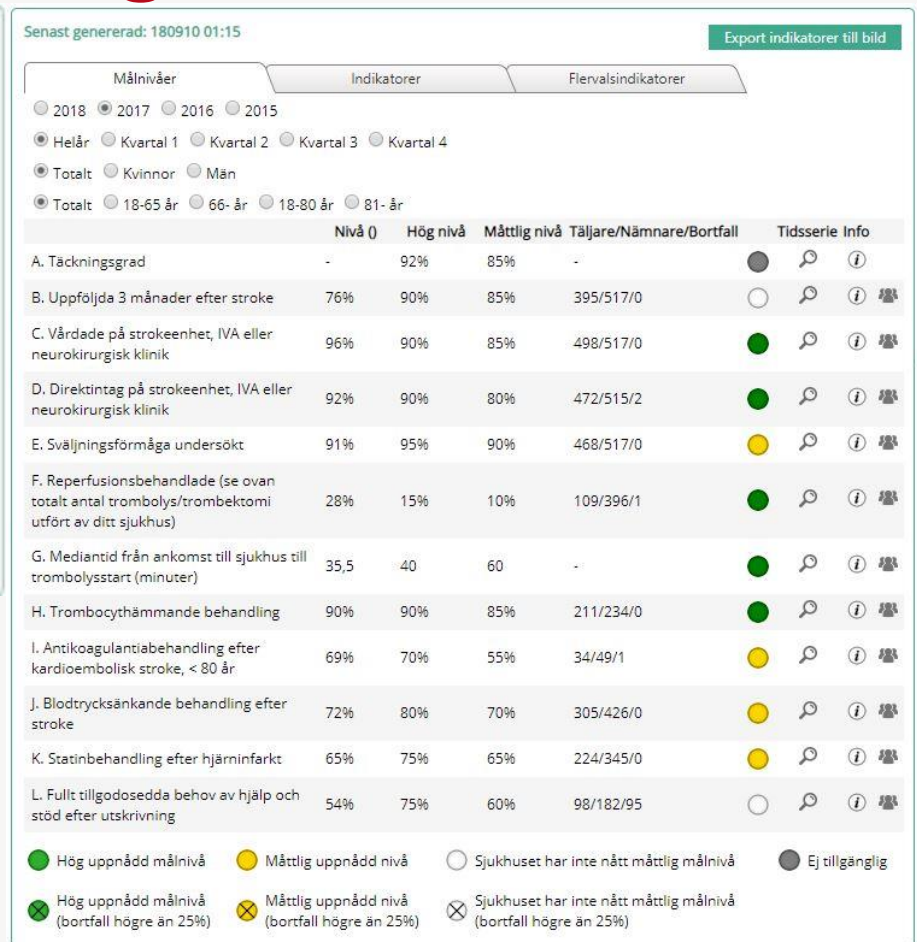 Senast genererad: 180910 01:15
Export indikatorer till bild
Målnivåer Indikatorer Flervalsindikatorer
2018 2017 2016 2015
Helår Kvartal 1 Kvartal 2 Kvartal 3 Kvartal 4
Totalt Kvinnor Män
Totalt 18-65 år 66- år 18-80 år 81- år
Nivå () Hög nivå Måttlig nivå Täljare/Nämnare/Bortfall Tidsserie Info
A. Täckningsgrad - 92% 85% -
B. Uppföljda 3 månader efter stroke 76% 90% 85% 395/517/0
C. Vårdade på strokeenhet, IVA eller
neurokirurgisk klinik 96% 90% 85% 498/517/0
D. Direktintag på strokeenhet, IVA eller
neurokirurgisk klinik 92% 90% 80% 472/515/2
E. Sväljningsförmåga undersökt 91% 95% 90% 468/517/0
F. Reperfusionsbehandlade (se ovan
totalt antal trombolys/trombektomi 28% 15% 10% 109/396/1
utfört av ditt sjukhus)
G. Mediantid från ankomst till sjukhus till
trombolysstart (minuter) 35,5 40 60 -
H. Trombocythämmande behandling 90% 90% 85% 211/234/0
I. Antikoagulantiabehandling efter
kardioembolisk stroke, < 80 år 69% 70% 55% 34/49/1
J. Blodtrycksänkande behandling efter
stroke 72% 80% 70% 305/426/0
K. Statinbehandling efter hjärninfarkt 65% 75% 65% 224/345/0
L. Fullt tillgodosedda behov av hjälp och
stöd efter utskrivning 54% 75% 60% 98/182/95
Hög uppnådd målnivå Måttlig uppnådd nivå Sjukhuset har inte nått måttlig målnivå Ej tillgänglig
Hög uppnådd målnivå Måttlig uppnådd nivå Sjukhuset har inte nått måttlig målnivå
(bortfall högre än 25%) (bortfall högre än 25%) (bortfall högre än 25%)